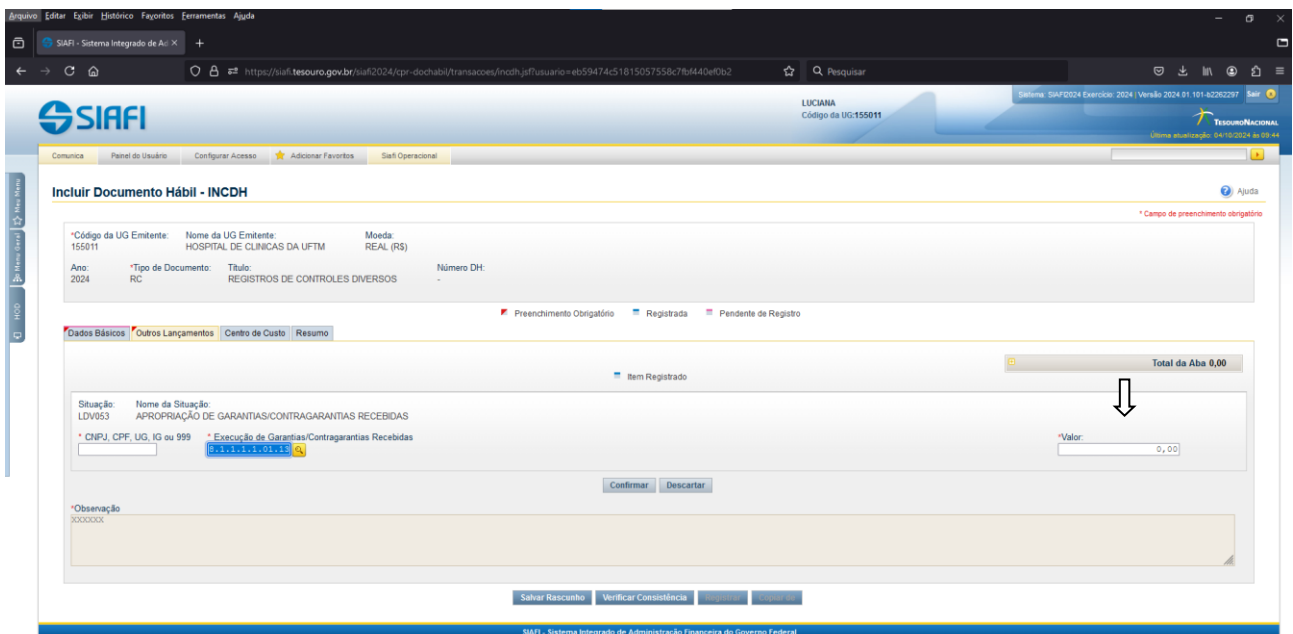 Arquivo Editar Exibir Histórico Favoritos Ferramentas Ajuda
SIAFI - Sistema Integrado de Ad
https://siafi.tesouro.gov.br/siafi2024/cpr-dochabil/transacoes/incdh.jsf?usuario=eb59474c51815057558c7fbf440ef0b2
Pesquisar
SIAFI
LUCIANA
Código da UG:155011
Sistema: SIAFI2024 Exercício: 2024 | Versão 2024.01.101-b2262297 Sair
TESOURONACIONAL
Última atualização: 04/10/2024 às 09:44
Comunica Painel do Usuário Configurar Acesso Adicionar Favoritos Siafi Operacional
Meu Menu
Menu Geral
HOD
Incluir Documento Hábil - INCDH
Ajuda
* Campo de preenchimento obrigatório
*Código da UG Emitente: Nome da UG Emitente: Moeda:
155011 HOSPITAL DE CLINICAS DA UFTM REAL (R$)
Ano: *Tipo de Documento: Título: Número DH:
2024 RC REGISTROS DE CONTROLES DIVERSOS -
Preenchimento Obrigatório Registrada Pendente de Registro
Dados Básicos Outros Lançamentos Centro de Custo Resumo
Total da Aba 0,00
Item Registrado
Situação: Nome da Situação:
LDV053 APROPRIAÇÃO DE GARANTIAS/CONTRAGARANTIAS RECEBIDAS
* CNPJ, CPF, UG, IG ou 999 * Execução de Garantias/Contragarantias Recebidas *Valor:
8.1.1.1.1.01.13 0,00
Confirmar Descartar
*Observação
XXXXXX
Salvar Rascunho Verificar Consistência Registrar Copiar de
SIAFI - Sistema Integrado de Administração Financeira do Governo Federal